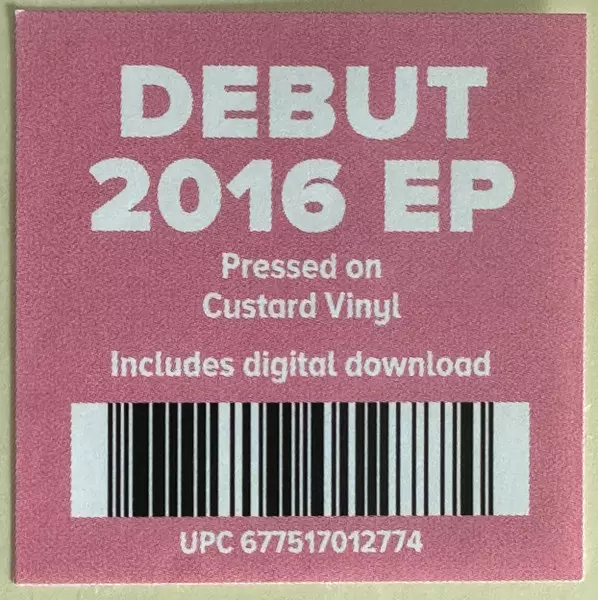 DEBUT
2016 EP
Pressed on
Custard Vinyl
Includes digital download
UPC 677517012774